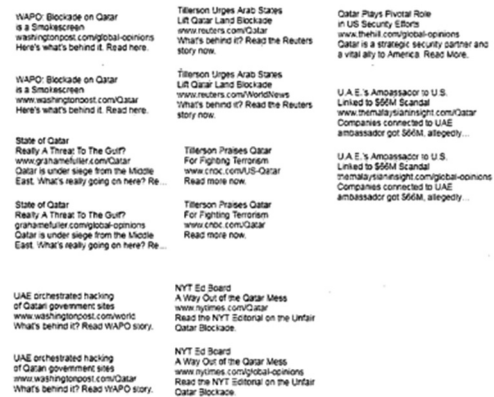 WAPO: Blockade on Qatar
is a Smokescreen
washingtonpost.com/global-opinions
Here's what's behind it. Read here.
WAPO: Blockade on Qatar
is a Smokescreen
www.washingtonpost.com/Qatar
Here's what's behind it. Read here.
State of Qatar
Really A Threat To The Gulf?
www.grahamefuller.com/Qatar
Qatar is under siege from the Middle
East. What's really going on here? Re...
State of Qatar
Really A Threat To The Gulf?
grahamefuller.com/global-opinions
Qatar is under siege from the Middle
East. What's really going on here? Re...
UAE orchestrated hacking
of Qatari government sites
www.washingtonpost.com/world
What's behind it? Read WAPO story.
UAE orchestrated hacking
of Qatari government sites
www.washingtonpost.com/Qatar
What's behind it? Read WAPO story.
Tillerson Urges Arab States
Lift Qatar Land Blockade
www.reuters.com/Qatar
What's behind it? Read the Reuters
story now.
Tillerson Urges Arab States
Lift Qatar Land Blockade
www.reuters.com/WorldNews
What's behind it? Read the Reuters
story now.
Tillerson Praises Qatar
For Fighting Terrorism
www.cnbc.com/US-Qatar
Read more now.
Tillerson Praises Qatar
For Fighting Terrorism
www.cnbc.com/Qatar
Read more now.
NYT Ed Board
A Way Out of the Qatar Mess
www.nytimes.com/Qatar
Read the NYT Editorial on the Unfair
Qatar Blockade.
NYT Ed Board
A Way Out of the Qatar Mess
www.nytimes.com/global-opinions
Read the NYT Editorial on the Unfair
Qatar Blockade.
Qatar Plays Pivotal Role
in US Security Efforts
www.thehill.com/global-opinions
Qatar is a strategic security partner and
a vital ally to America. Read More.
U.A.E.'s Ambassador to U.S.
Linked to $66M Scandal
www.themalaysianinsight.com/Qatar
Companies connected to UAE
ambassador got $66M, allegedly...
U.A.E.'s Ambassador to U.S.
Linked to $66M Scandal
themalaysianinsight.com/global-opinions
Companies connected to UAE
ambassador got $66M, allegedly...